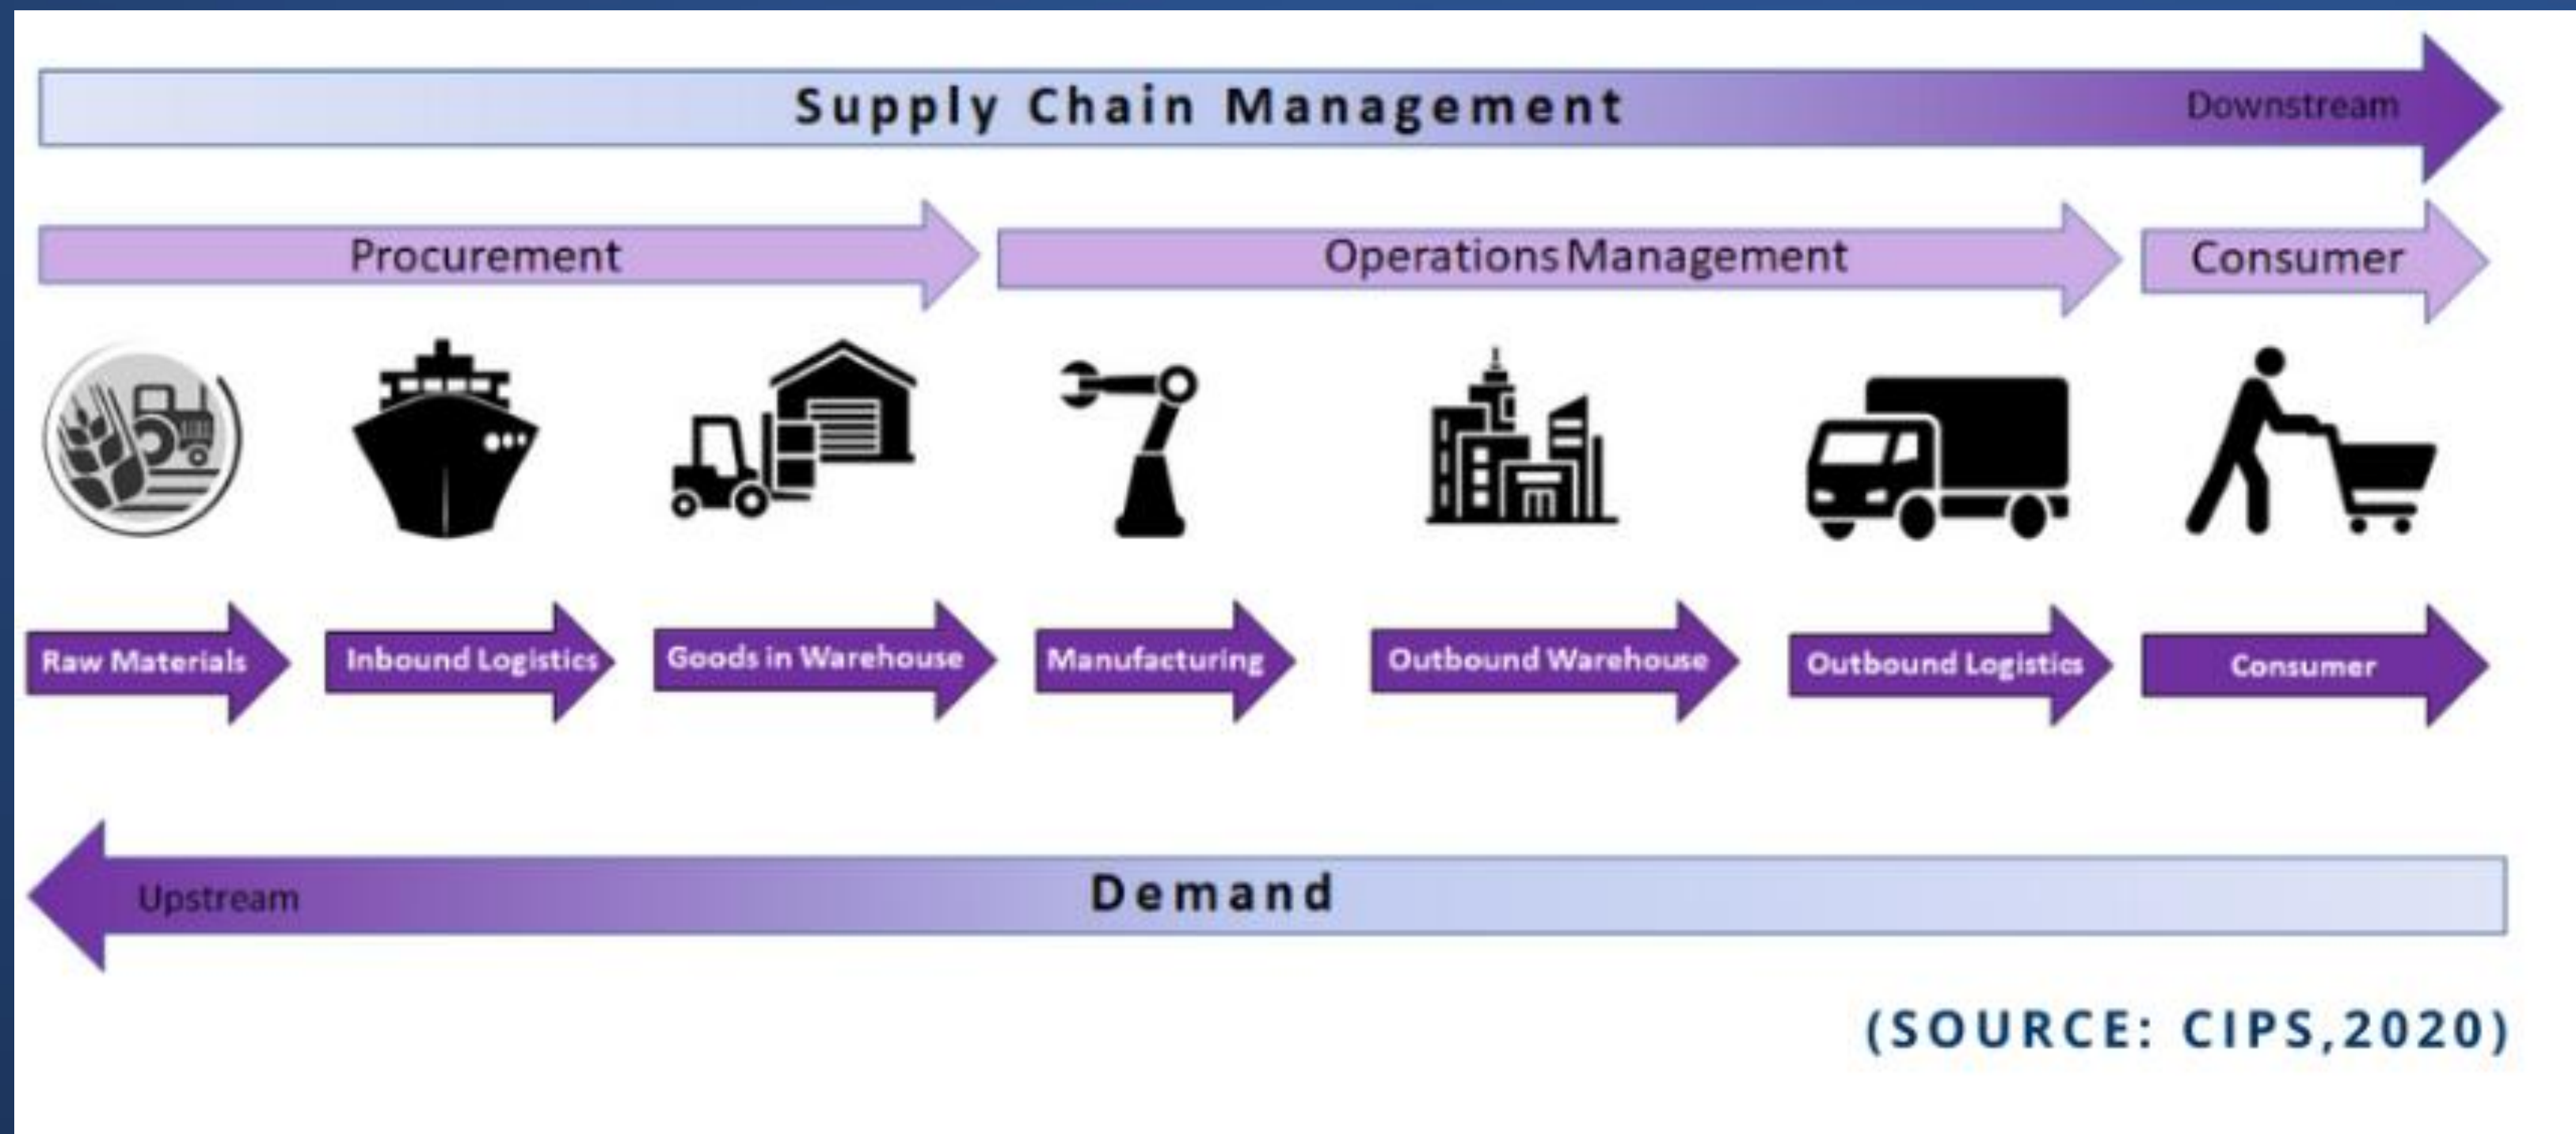 Supply Chain Management
Downstream
Procurement
Operations Management
Consumer
Raw Materials
Inbound Logistics
Goods in Warehouse
Manufacturing
Outbound Warehouse
Outbound Logistics
Consumer
Upstream
Demand
(SOURCE: CIPS,2020)